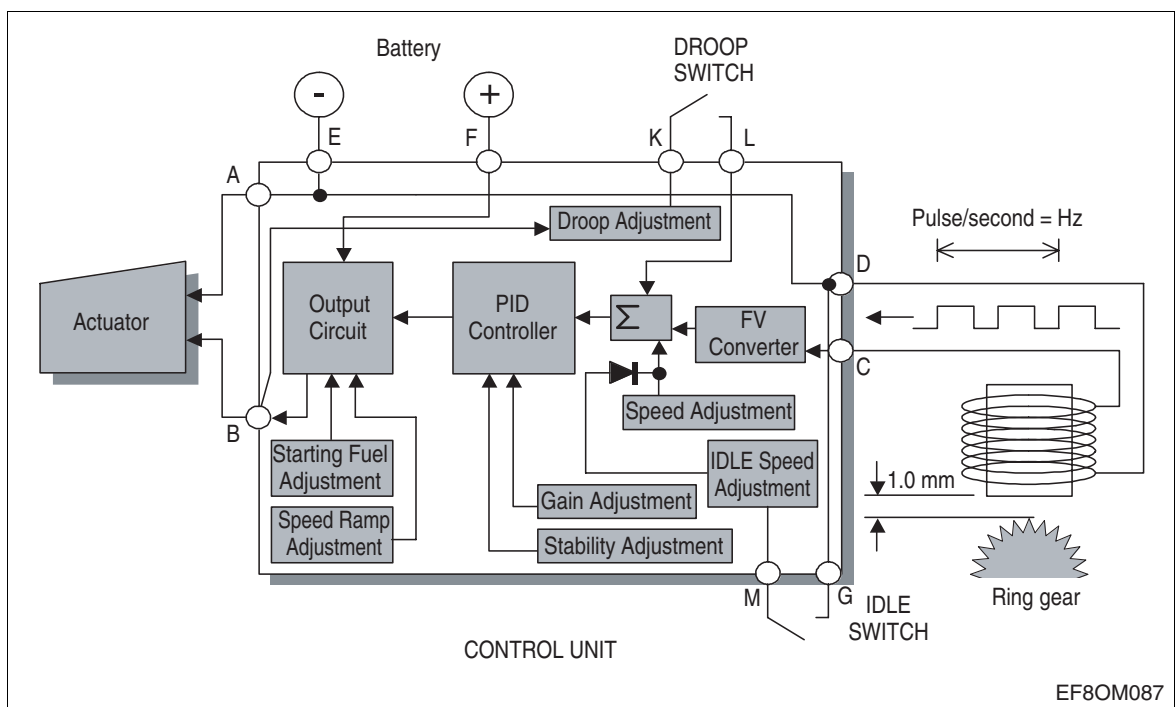 Battery
DROOP
SWITCH
-
+
E
F
K
L
A
Droop Adjustment
Pulse/second = Hz
D
Actuator
Output
Circuit
PID
Controller
Σ
FV
Converter
C
B
Speed Adjustment
Starting Fuel
Adjustment
IDLE Speed
Adjustment
1.0 mm
Gain Adjustment
Speed Ramp
Adjustment
Stability Adjustment
M
G
IDLE
SWITCH
Ring gear
CONTROL UNIT
EF8OM087